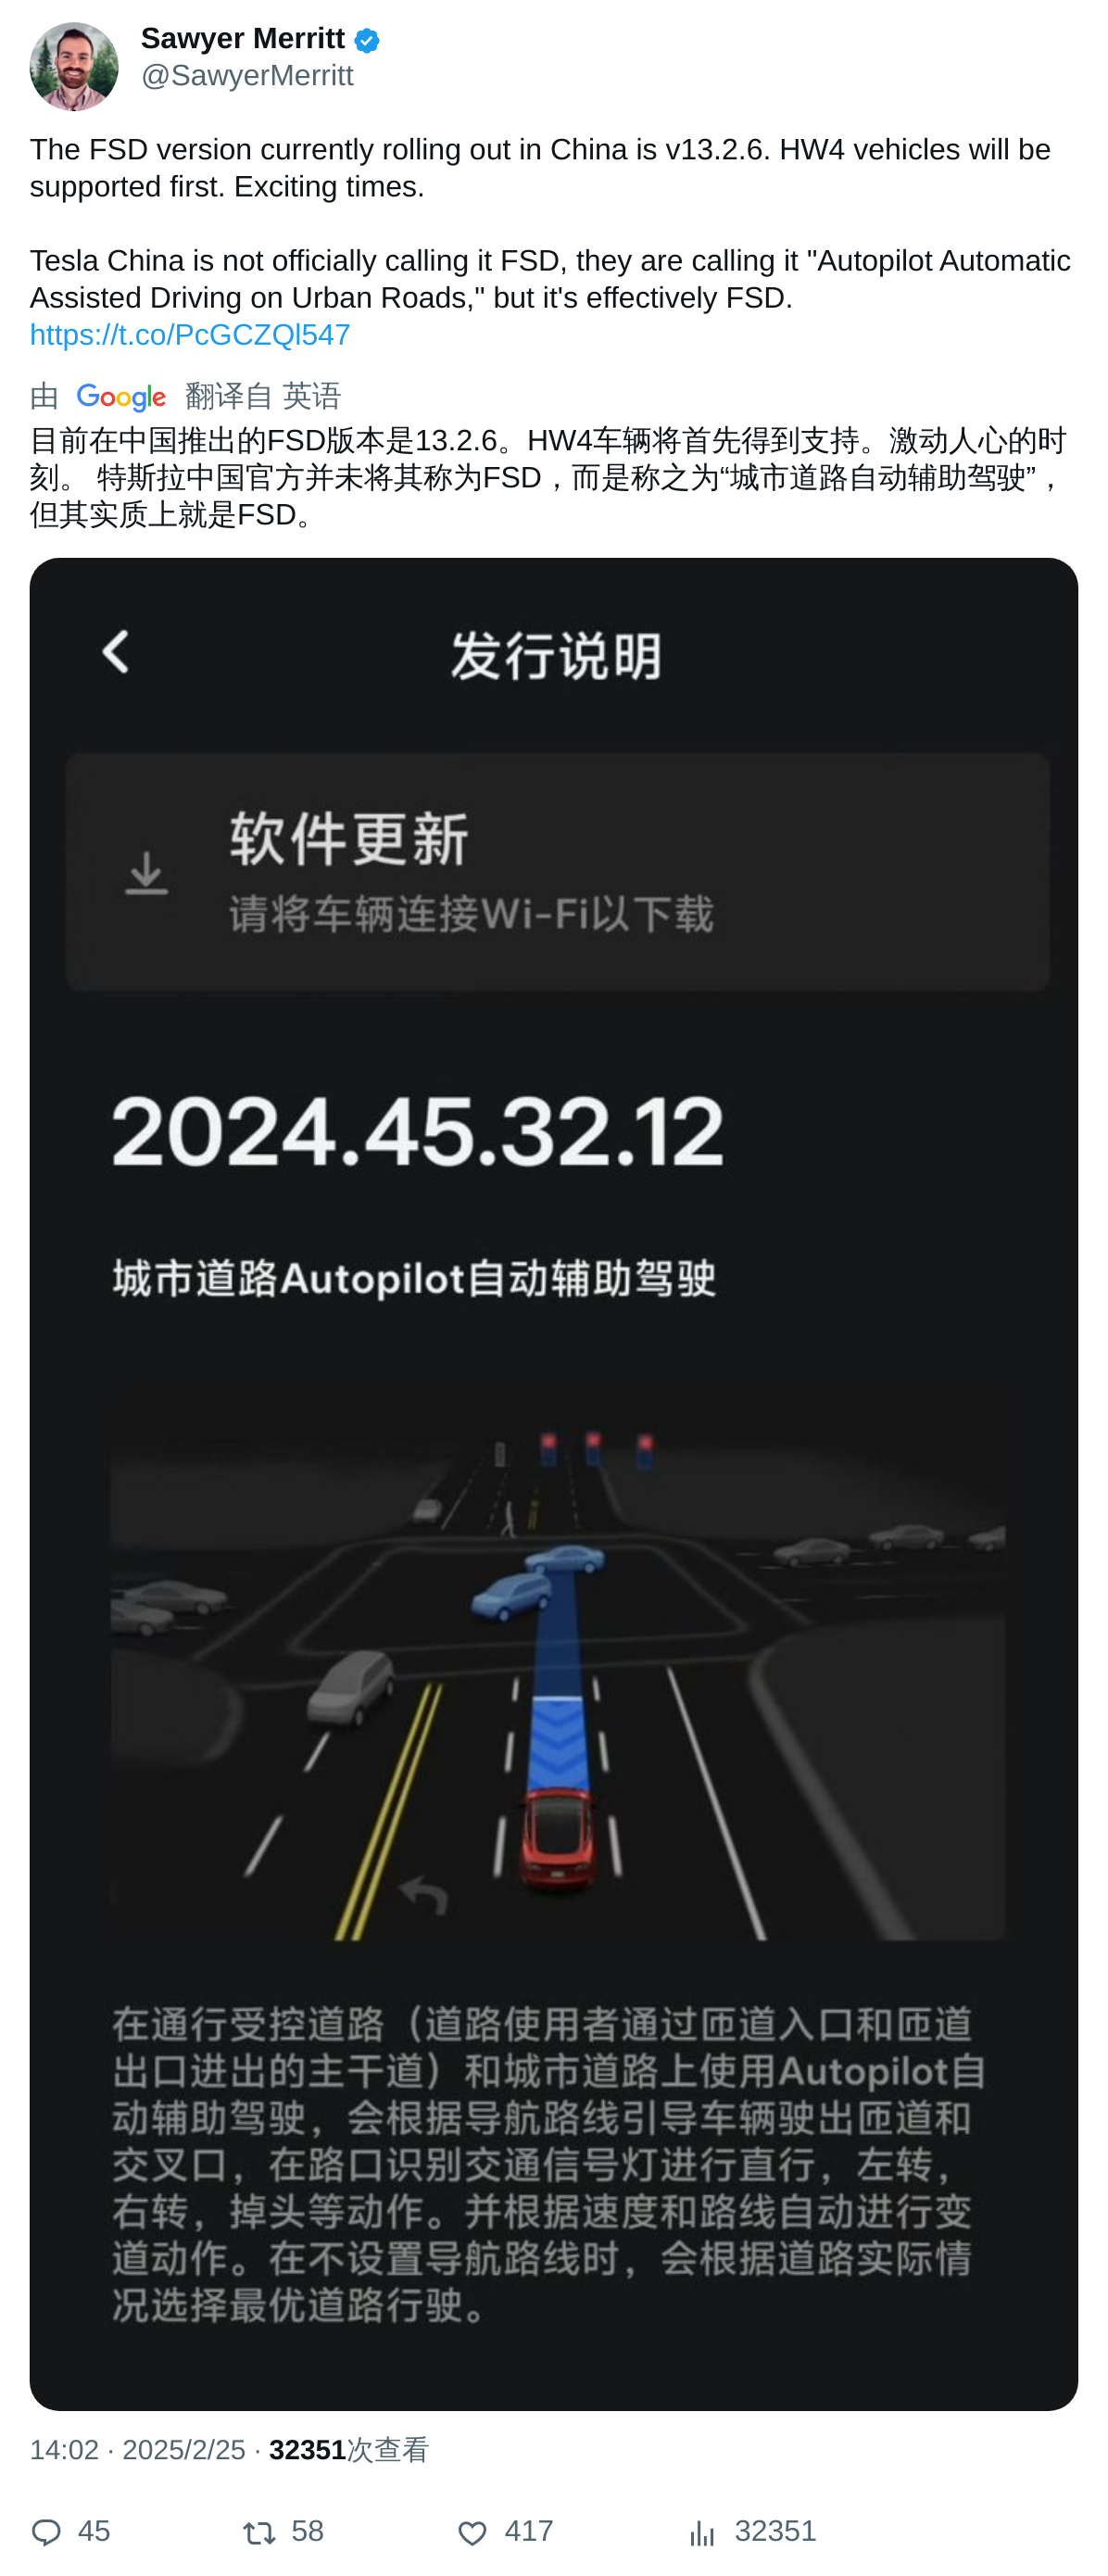 Sawyer Merritt
@SawyerMerritt
The FSD version currently rolling out in China is v13.2.6. HW4 vehicles will be
supported first. Exciting times.
Tesla China is not officially calling it FSD, they are calling it "Autopilot Automatic
Assisted Driving on Urban Roads," but it's effectively FSD.
https://t.co/PcGCZQl547
由 Google 翻译自 英语
目前在中国推出的FSD版本是13.2.6。HW4车辆将首先得到支持。激动人心的时
刻。 特斯拉中国官方并未将其称为FSD，而是称之为“城市道路自动辅助驾驶”，
但其实质上就是FSD。
发行说明
软件更新
请将车辆连接Wi-Fi以下载
2024.45.32.12
城市道路Autopilot自动辅助驾驶
在通行受控道路（道路使用者通过匝道入口和匝道
出口进出的主干道）和城市道路上使用Autopilot自
动辅助驾驶，会根据导航路线引导车辆驶出匝道和
交叉口，在路口识别交通信号灯进行直行，左转，
右转，掉头等动作。并根据速度和路线自动进行变
道动作。在不设置导航路线时，会根据道路实际情
况选择最优道路行驶。
14:02 · 2025/2/25 · 32351次查看
45 58 417 32351